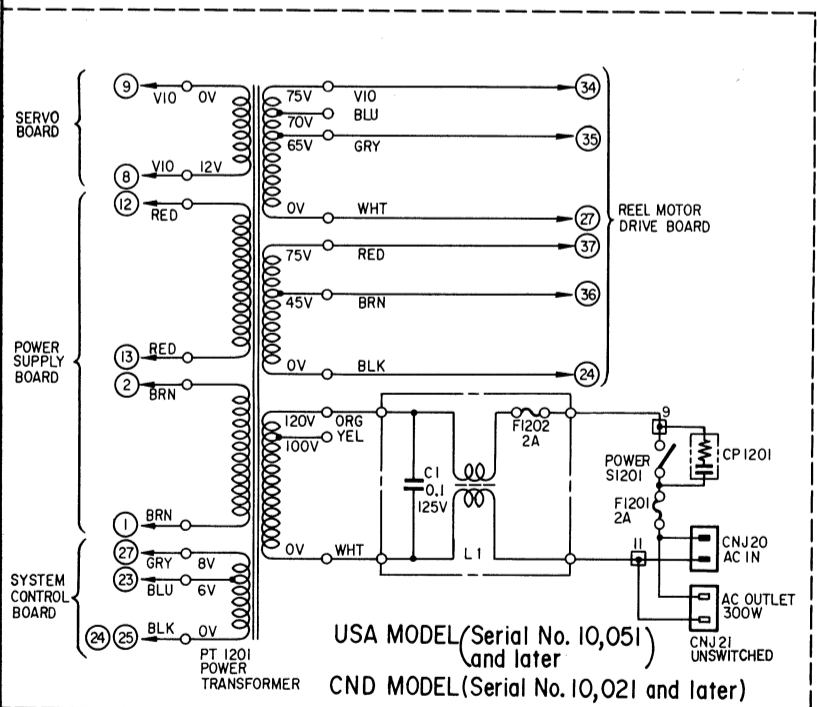 SERVO
BOARD
9
VIO
0V
8
VIO
12V
12
RED
POWER
SUPPLY
BOARD
13
RED
2
BRN
1
BRN
SYSTEM
CONTROL
BOARD
27
GRY
8V
23
BLU
6V
24
25
BLK
0V
PT 1201
POWER
TRANSFORMER
75V
VIO
34
70V
BLU
65V
GRY
35
0V
WHT
27
75V
RED
37
45V
BRN
36
0V
BLK
24
REEL MOTOR
DRIVE BOARD
120V
ORG
100V
YEL
0V
WHT
C1
0.1
125V
L1
F1202
2A
9
POWER
S1201
CP1201
F1201
2A
11
CNJ20
AC IN
AC OUTLET
300W
CNJ21
UNSWITCHED
USA MODEL (Serial No. 10,051
and later)
CND MODEL (Serial No. 10,021 and later)